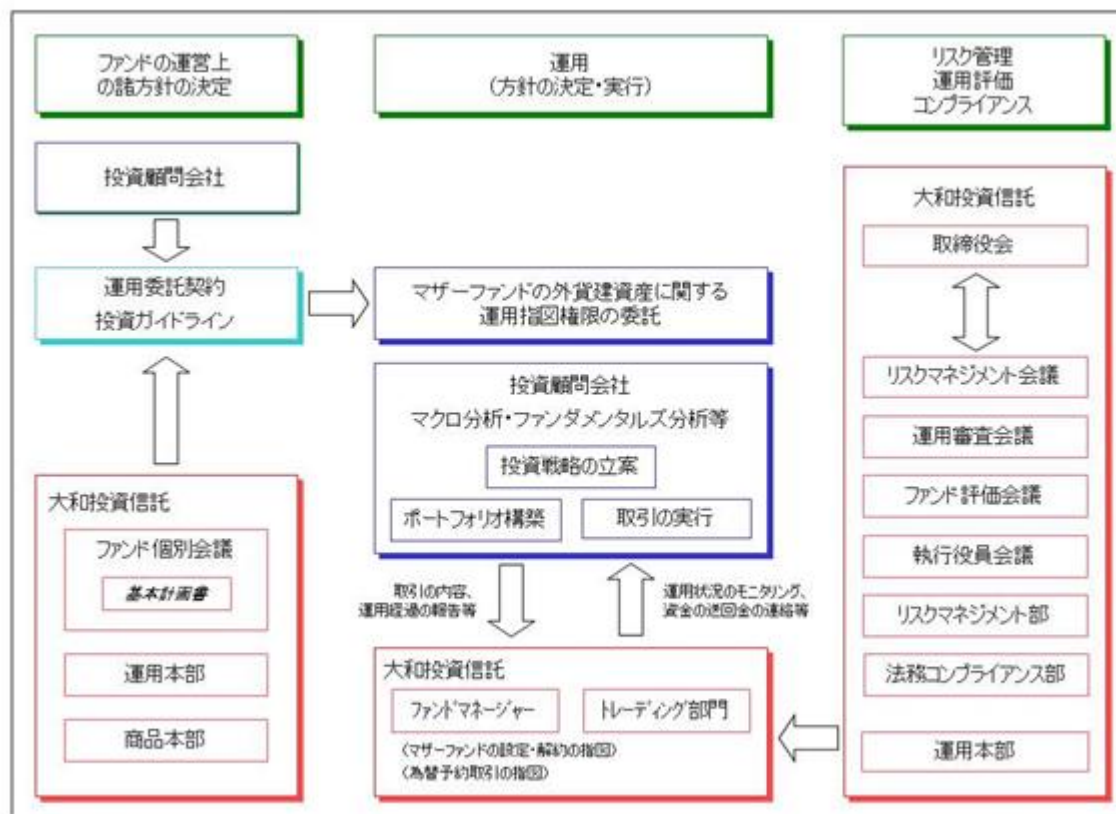 ファンドの運営上
の諸方針の決定
運用
(方針の決定・実行)
リスク管理
運用評価
コンプライアンス
投資顧問会社
運用委託契約
投資ガイドライン
マザーファンドの外貨建資産に関する
運用指図権限の委託
投資顧問会社
マクロ分析・ファンダメンタルズ分析等
投資戦略の立案
ポートフォリオ構築
取引の実行
大和投資信託
ファンド個別会議
基本計画書
運用本部
商品本部
取引の内容、
運用経過の報告等
運用状況のモニタリング、
資金の送回金の連絡等
大和投資信託
ファンドマネージャー
トレーディング部門
(マザーファンドの設定・解約の指図)
(為替予約取引の指図)
大和投資信託
取締役会
リスクマネジメント会議
運用審査会議
ファンド評価会議
執行役員会議
リスクマネジメント部
法務コンプライアンス部
運用本部